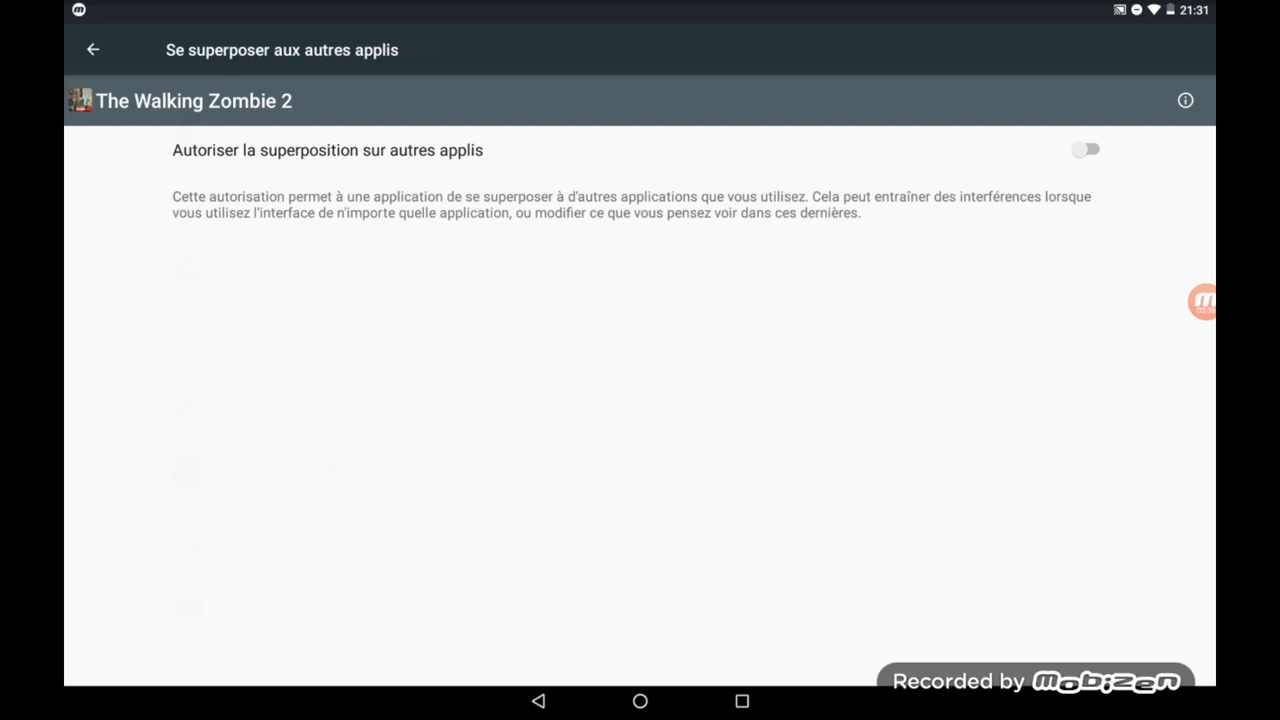 21:31
Se superposer aux autres applis
The Walking Zombie 2
Autoriser la superposition sur autres applis
Cette autorisation permet à une application de se superposer à d'autres applications que vous utilisez. Cela peut entraîner des interférences lorsque
vous utilisez l'interface de n'importe quelle application, ou modifier ce que vous pensez voir dans ces dernières.
Recorded by mobizen